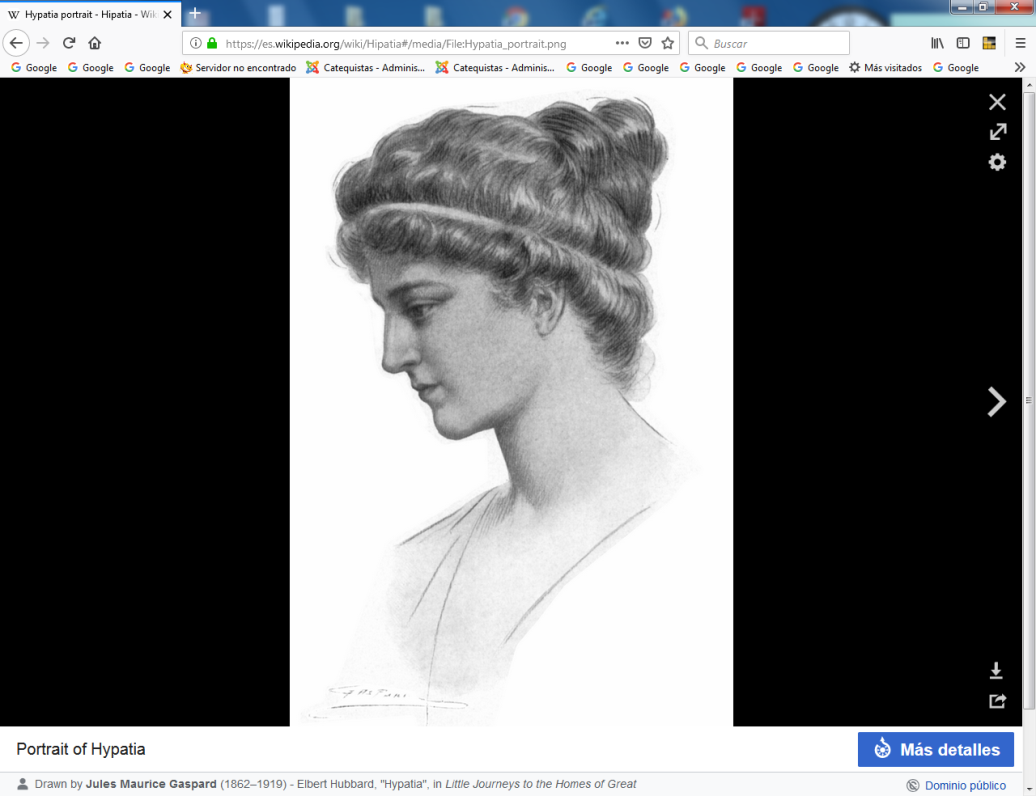 Hypatia portrait - Hipatia - Wik
https://es.wikipedia.org/wiki/Hipatia#/media/File:Hypatia_portrait.png
Buscar
Google Google Google Servidor no encontrado Catequistas - Adminis... Catequistas - Adminis... Google Google Google Google Google Más visitados Google
Portrait of Hypatia
Más detalles
Drawn by Jules Maurice Gaspard (1862–1919) - Elbert Hubbard, "Hypatia", in Little Journeys to the Homes of Great
Dominio público